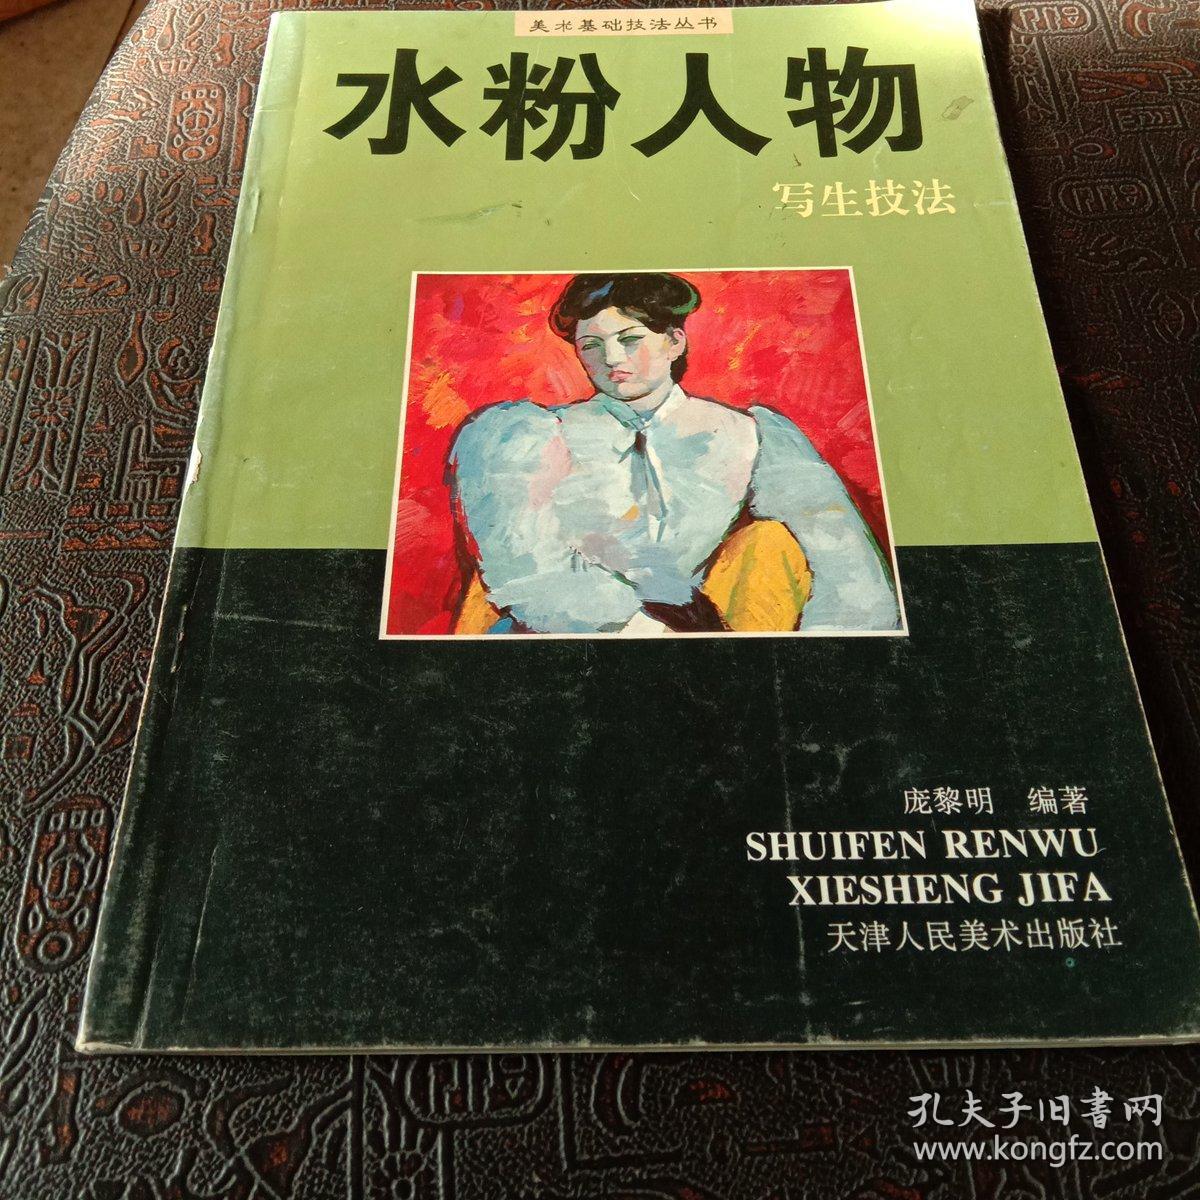 美术基础技法丛书
水粉人物
写生技法
庞黎明 编著
SHUIFEN RENWU
XIESHENG JIFA
天津人民美术出版社
孔夫子旧書网
www.kongfz.com